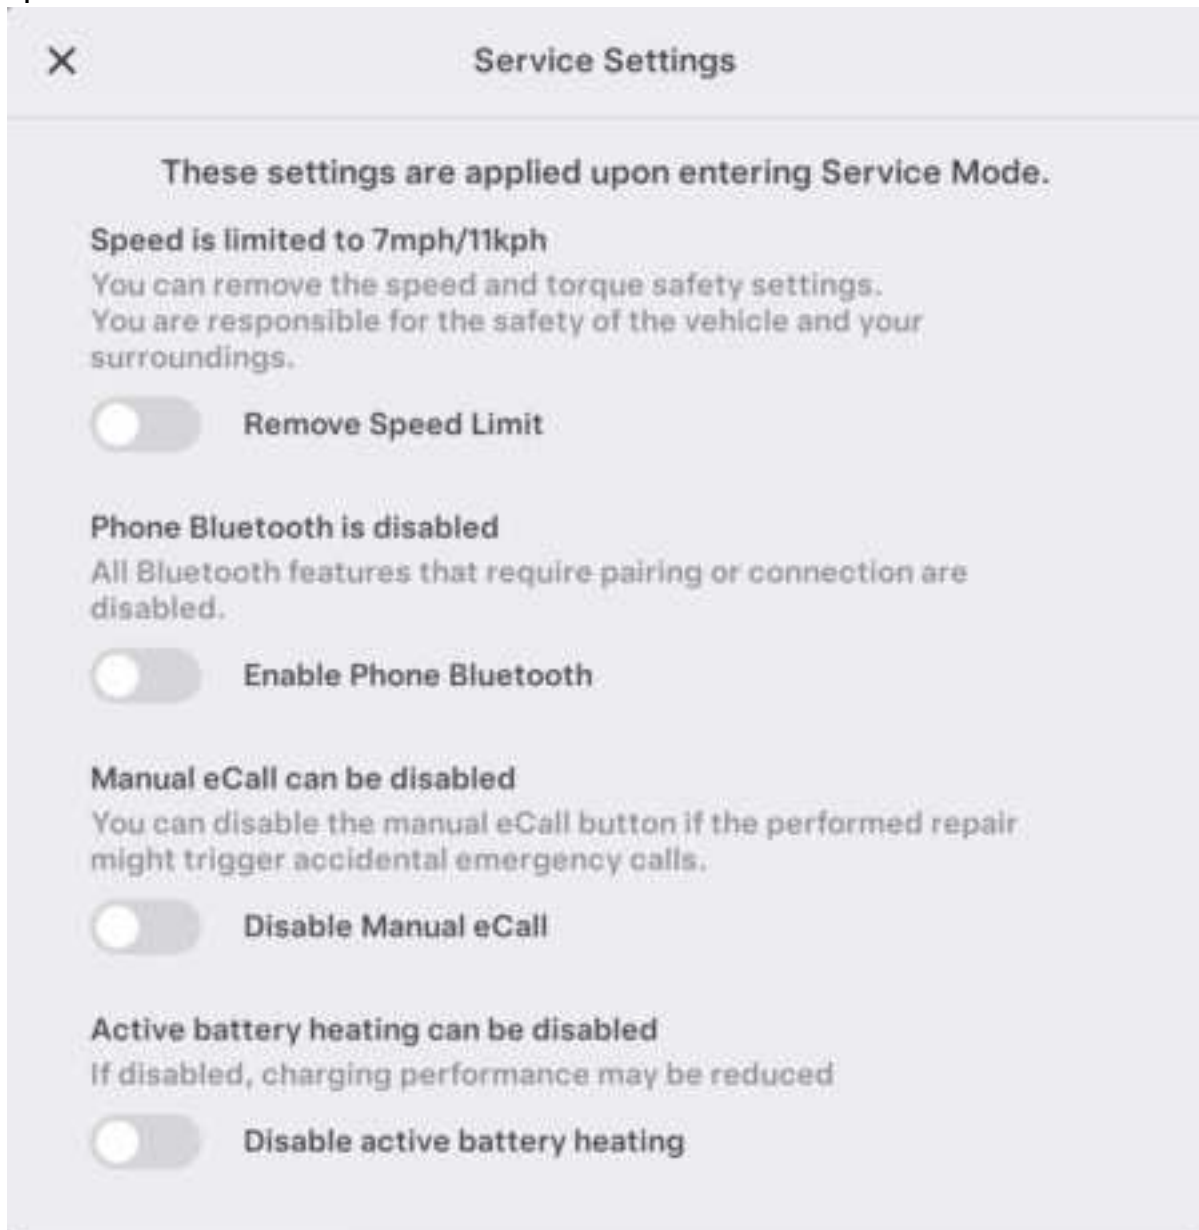 Service Settings
These settings are applied upon entering Service Mode.
Speed is limited to 7mph/11kph
You can remove the speed and torque safety settings.
You are responsible for the safety of the vehicle and your
surroundings.
Remove Speed Limit
Phone Bluetooth is disabled
All Bluetooth features that require pairing or connection are
disabled.
Enable Phone Bluetooth
Manual eCall can be disabled
You can disable the manual eCall button if the performed repair
might trigger accidental emergency calls.
Disable Manual eCall
Active battery heating can be disabled
If disabled, charging performance may be reduced
Disable active battery heating